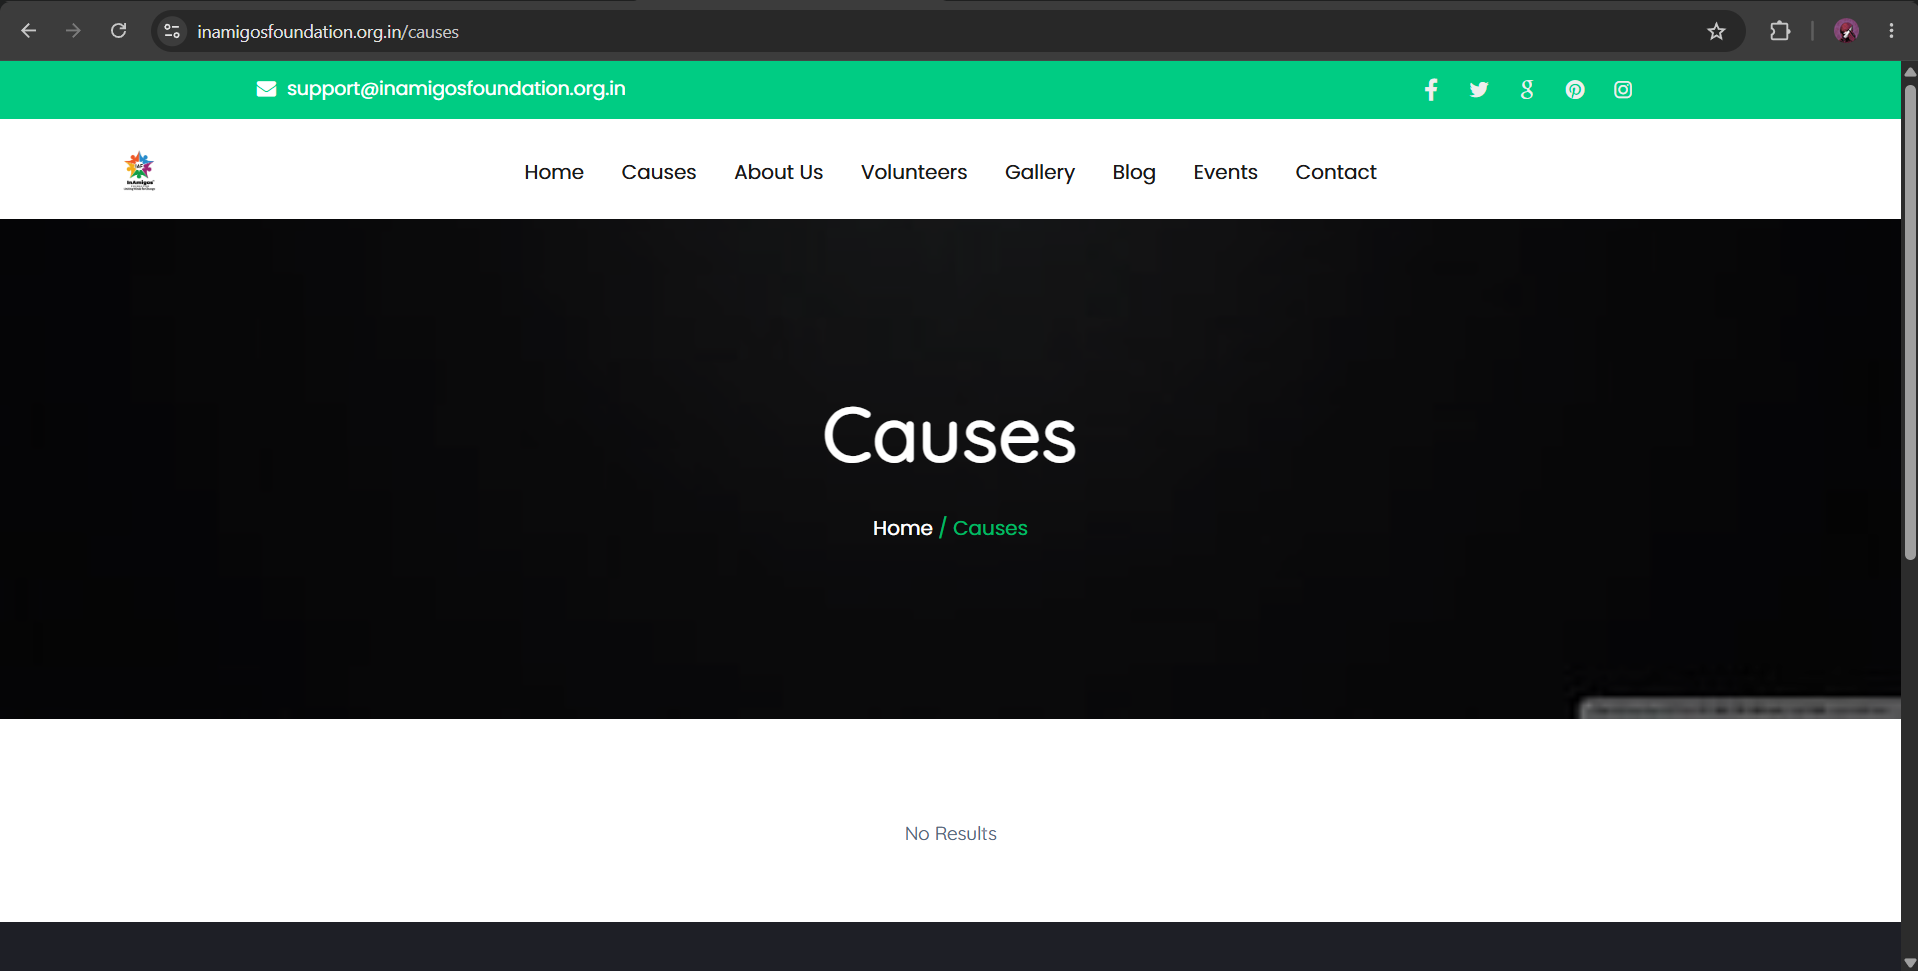 inamigosfoundation.org.in/causes
support@inamigosfoundation.org.in
InAmigos
Home Causes About Us Volunteers Gallery Blog Events Contact
Causes
Home / Causes
No Results